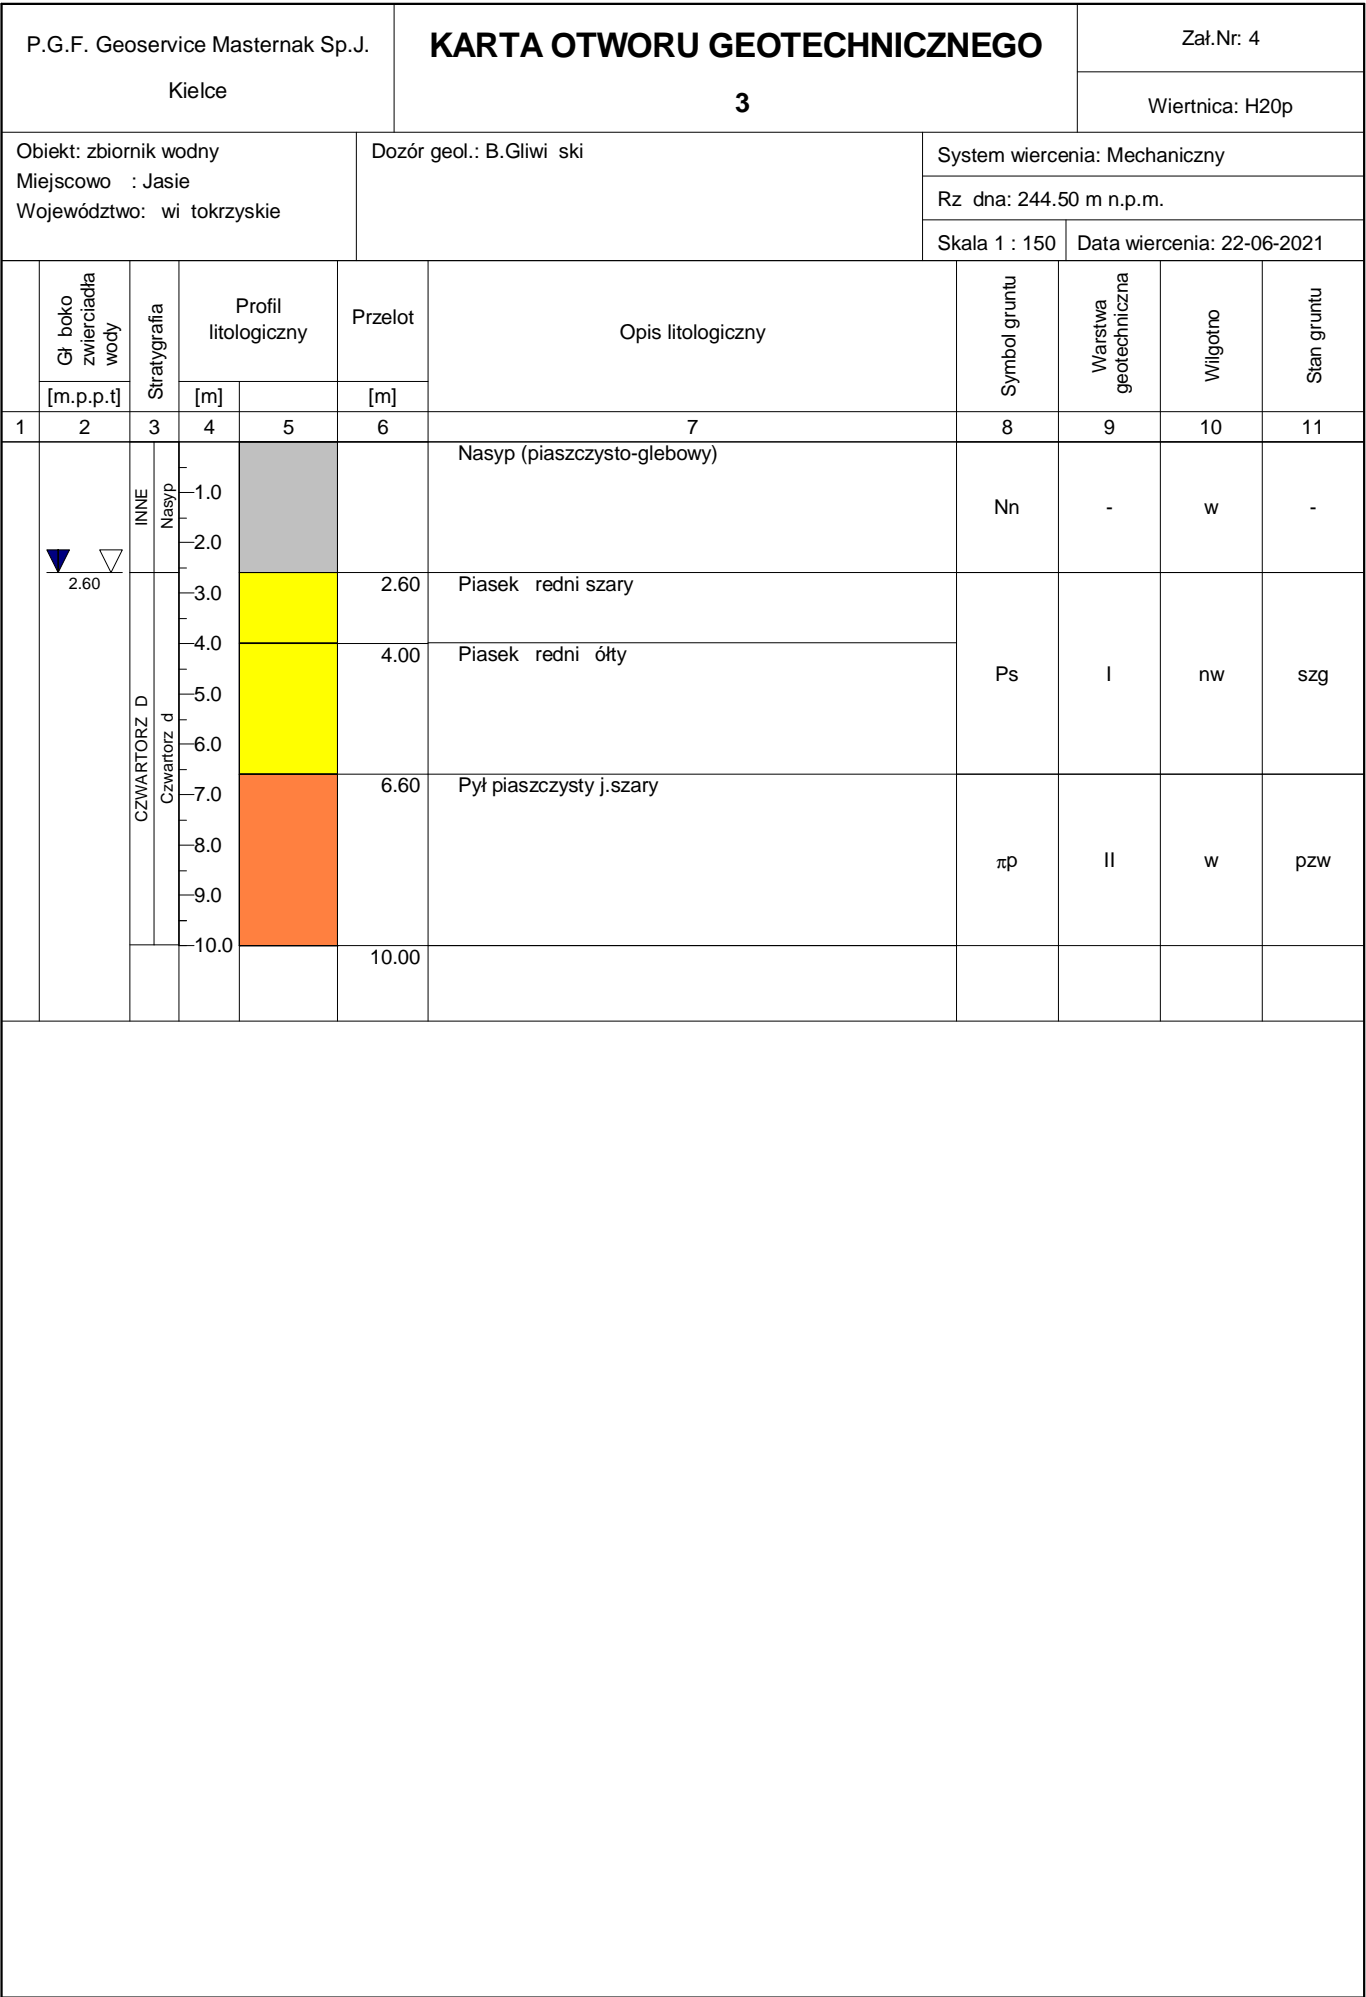 P.G.F. Geoservice Masternak Sp.J.
Kielce
KARTA OTWORU GEOTECHNICZNEGO
3
Zał.Nr: 4
Wiertnica: H20p
Obiekt: zbiornik wodny
Miejscowo : Jasie
Województwo: wi tokrzyskie
Dozór geol.: B.Gliwi ski
System wiercenia: Mechaniczny
Rz dna: 244.50 m n.p.m.
Skala 1 : 150
Data wiercenia: 22-06-2021
Gł boko
zwierciadła
wody
[m.p.p.t]
Stratygrafia
Profil
litologiczny
[m]
Przelot
[m]
Opis litologiczny
Symbol gruntu
Warstwa
geotechniczna
Wilgotno
Stan gruntu
1 2 3 4 5 6 7 8 9 10 11
INNE
Nasyp
1.0
2.0
Nasyp (piaszczysto-glebowy)
Nn - w -
2.60
CZWARTORZ D
Czwartorz d
3.0
4.0
5.0
6.0
7.0
8.0
9.0
10.0
2.60 Piasek redni szary
4.00 Piasek redni ółty
Ps I nw szg
6.60 Pył piaszczysty j.szary
πp II w pzw
10.00